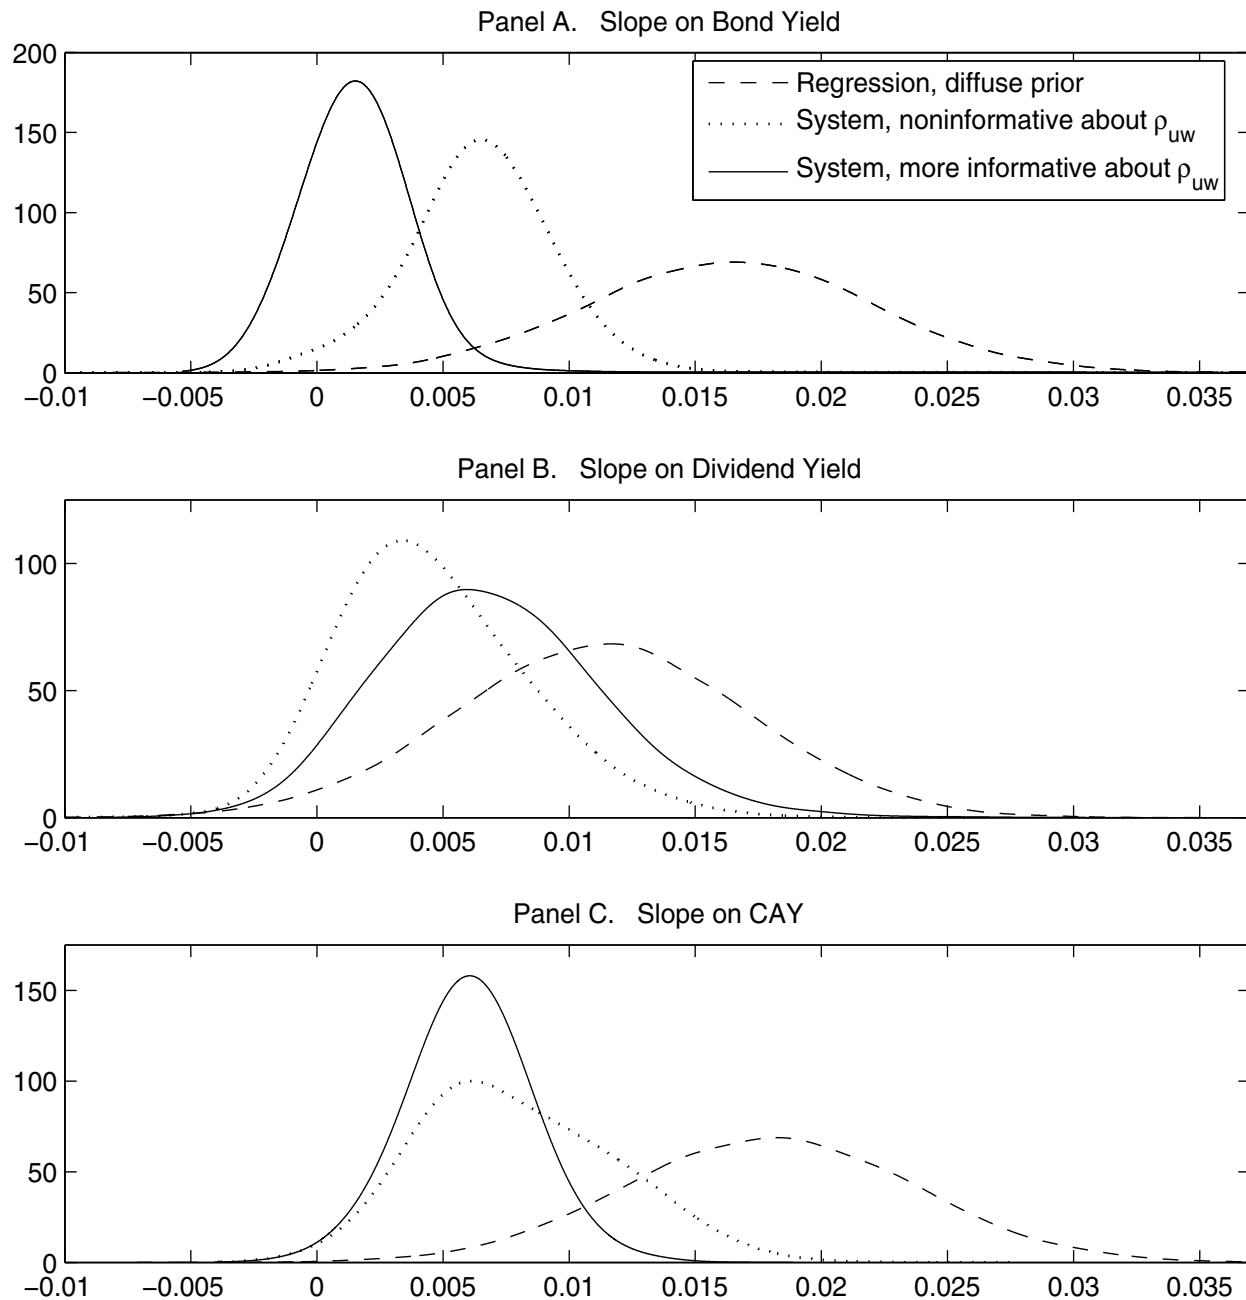 Panel A. Slope on Bond Yield
200
150
100
50
0
Regression, diffuse prior
System, noninformative about ρuw
System, more informative about ρuw
−0.01 −0.005 0 0.005 0.01 0.015 0.02 0.025 0.03 0.035
Panel B. Slope on Dividend Yield
100
50
0
−0.01 −0.005 0 0.005 0.01 0.015 0.02 0.025 0.03 0.035
Panel C. Slope on CAY
150
100
50
0
−0.01 −0.005 0 0.005 0.01 0.015 0.02 0.025 0.03 0.035